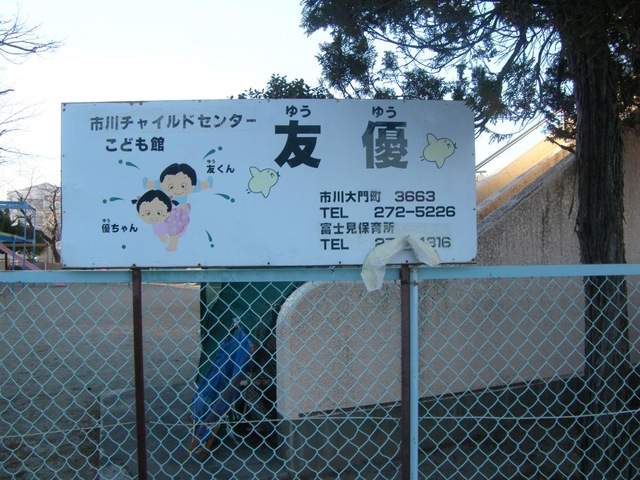 市川チャイルドセンター
こども館
ゆう ゆう
友 優
ゆう
友くん
ゆう
優ちゃん
市川大門町 3663
TEL 272-5226
富士見保育所
TEL